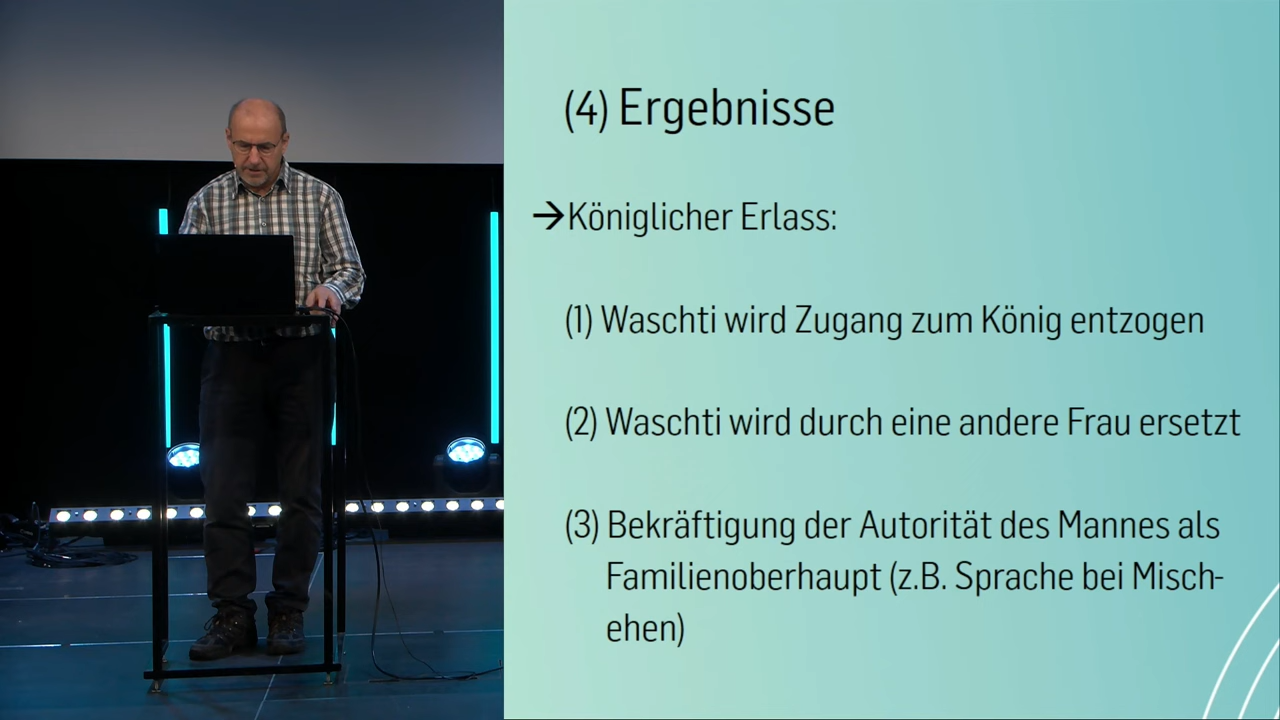 (4) Ergebnisse
→Königlicher Erlass:
(1) Waschti wird Zugang zum König entzogen
(2) Waschti wird durch eine andere Frau ersetzt
(3) Bekräftigung der Autorität des Mannes als
Familienoberhaupt (z.B. Sprache bei Misch-
ehen)